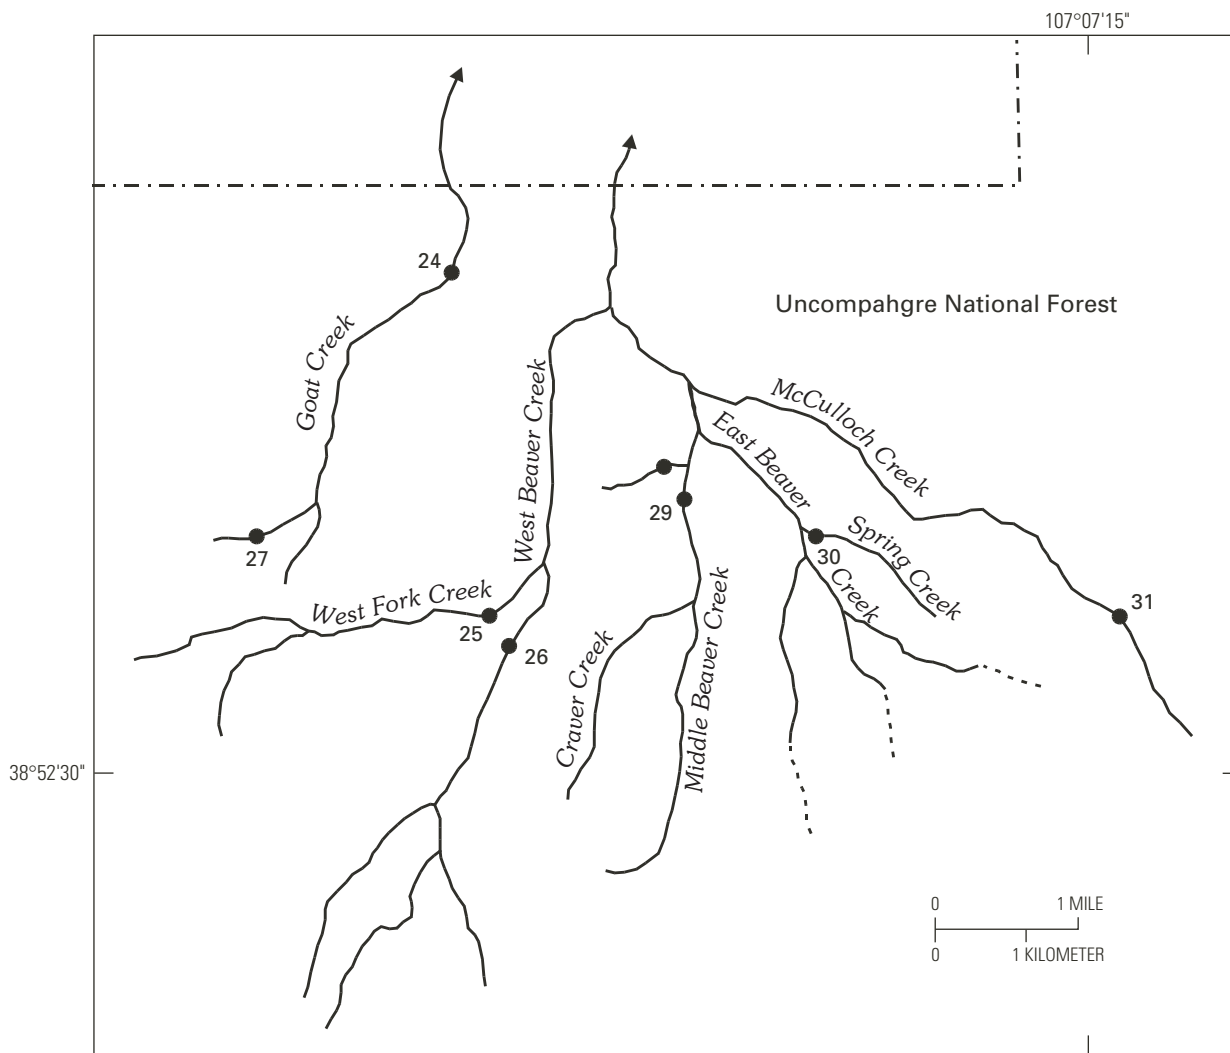 107°07'15"
24
Uncompahgre National Forest
Goat Creek
West Beaver Creek
McCulloch Creek
East Beaver
Creek
29
27
30
Spring Creek
West Fork Creek
25
26
31
Craver Creek
Middle Beaver Creek
38°52'30"
0 1 MILE
0 1 KILOMETER